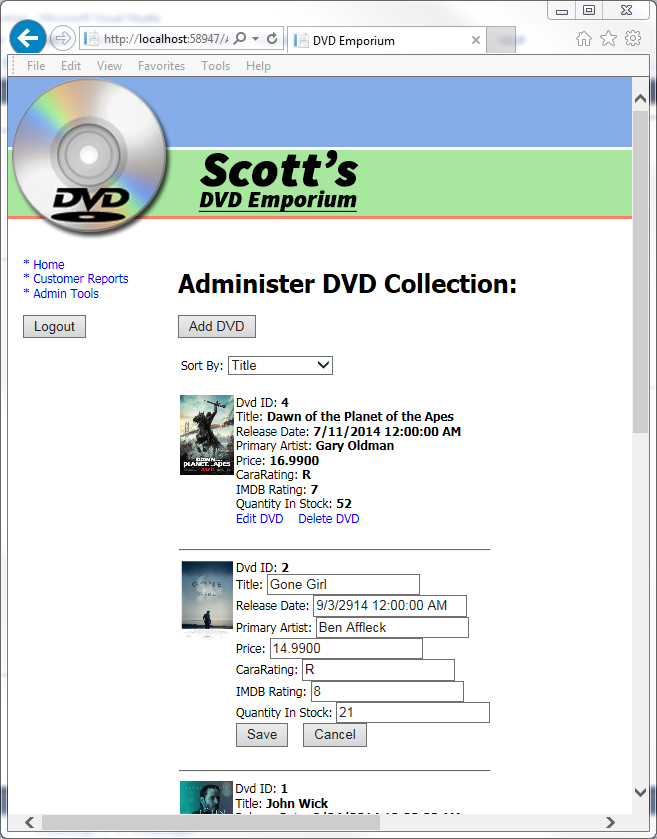 http://localhost:58947/
DVD Emporium
File Edit View Favorites Tools Help
DVD
Scott's
DVD Emporium
* Home
* Customer Reports
* Admin Tools
Logout
Administer DVD Collection:
Add DVD
Sort By: Title
Dvd ID: 4
Title: Dawn of the Planet of the Apes
Release Date: 7/11/2014 12:00:00 AM
Primary Artist: Gary Oldman
Price: 16.9900
CaraRating: R
IMDB Rating: 7
Quantity In Stock: 52
Edit DVD Delete DVD
DAWN
PLANET APES
GONE
GIRL
Dvd ID: 2
Title: Gone Girl
Release Date: 9/3/2914 12:00:00 AM
Primary Artist: Ben Affleck
Price: 14.9900
CaraRating: R
IMDB Rating: 8
Quantity In Stock: 21
Save Cancel
Dvd ID: 1
Title: John Wick